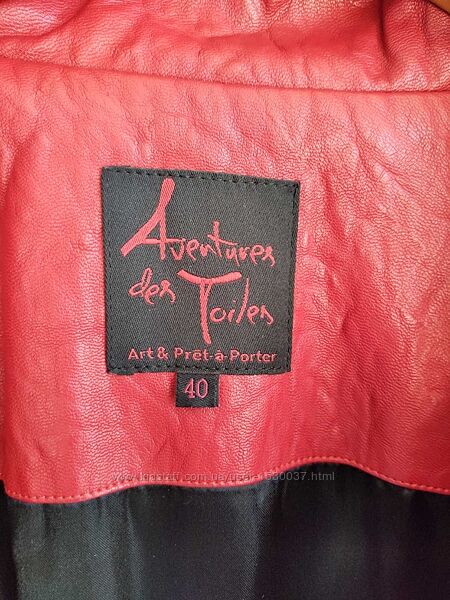 Aventures
des Toiles
Art & Prêt-à-Porter
40